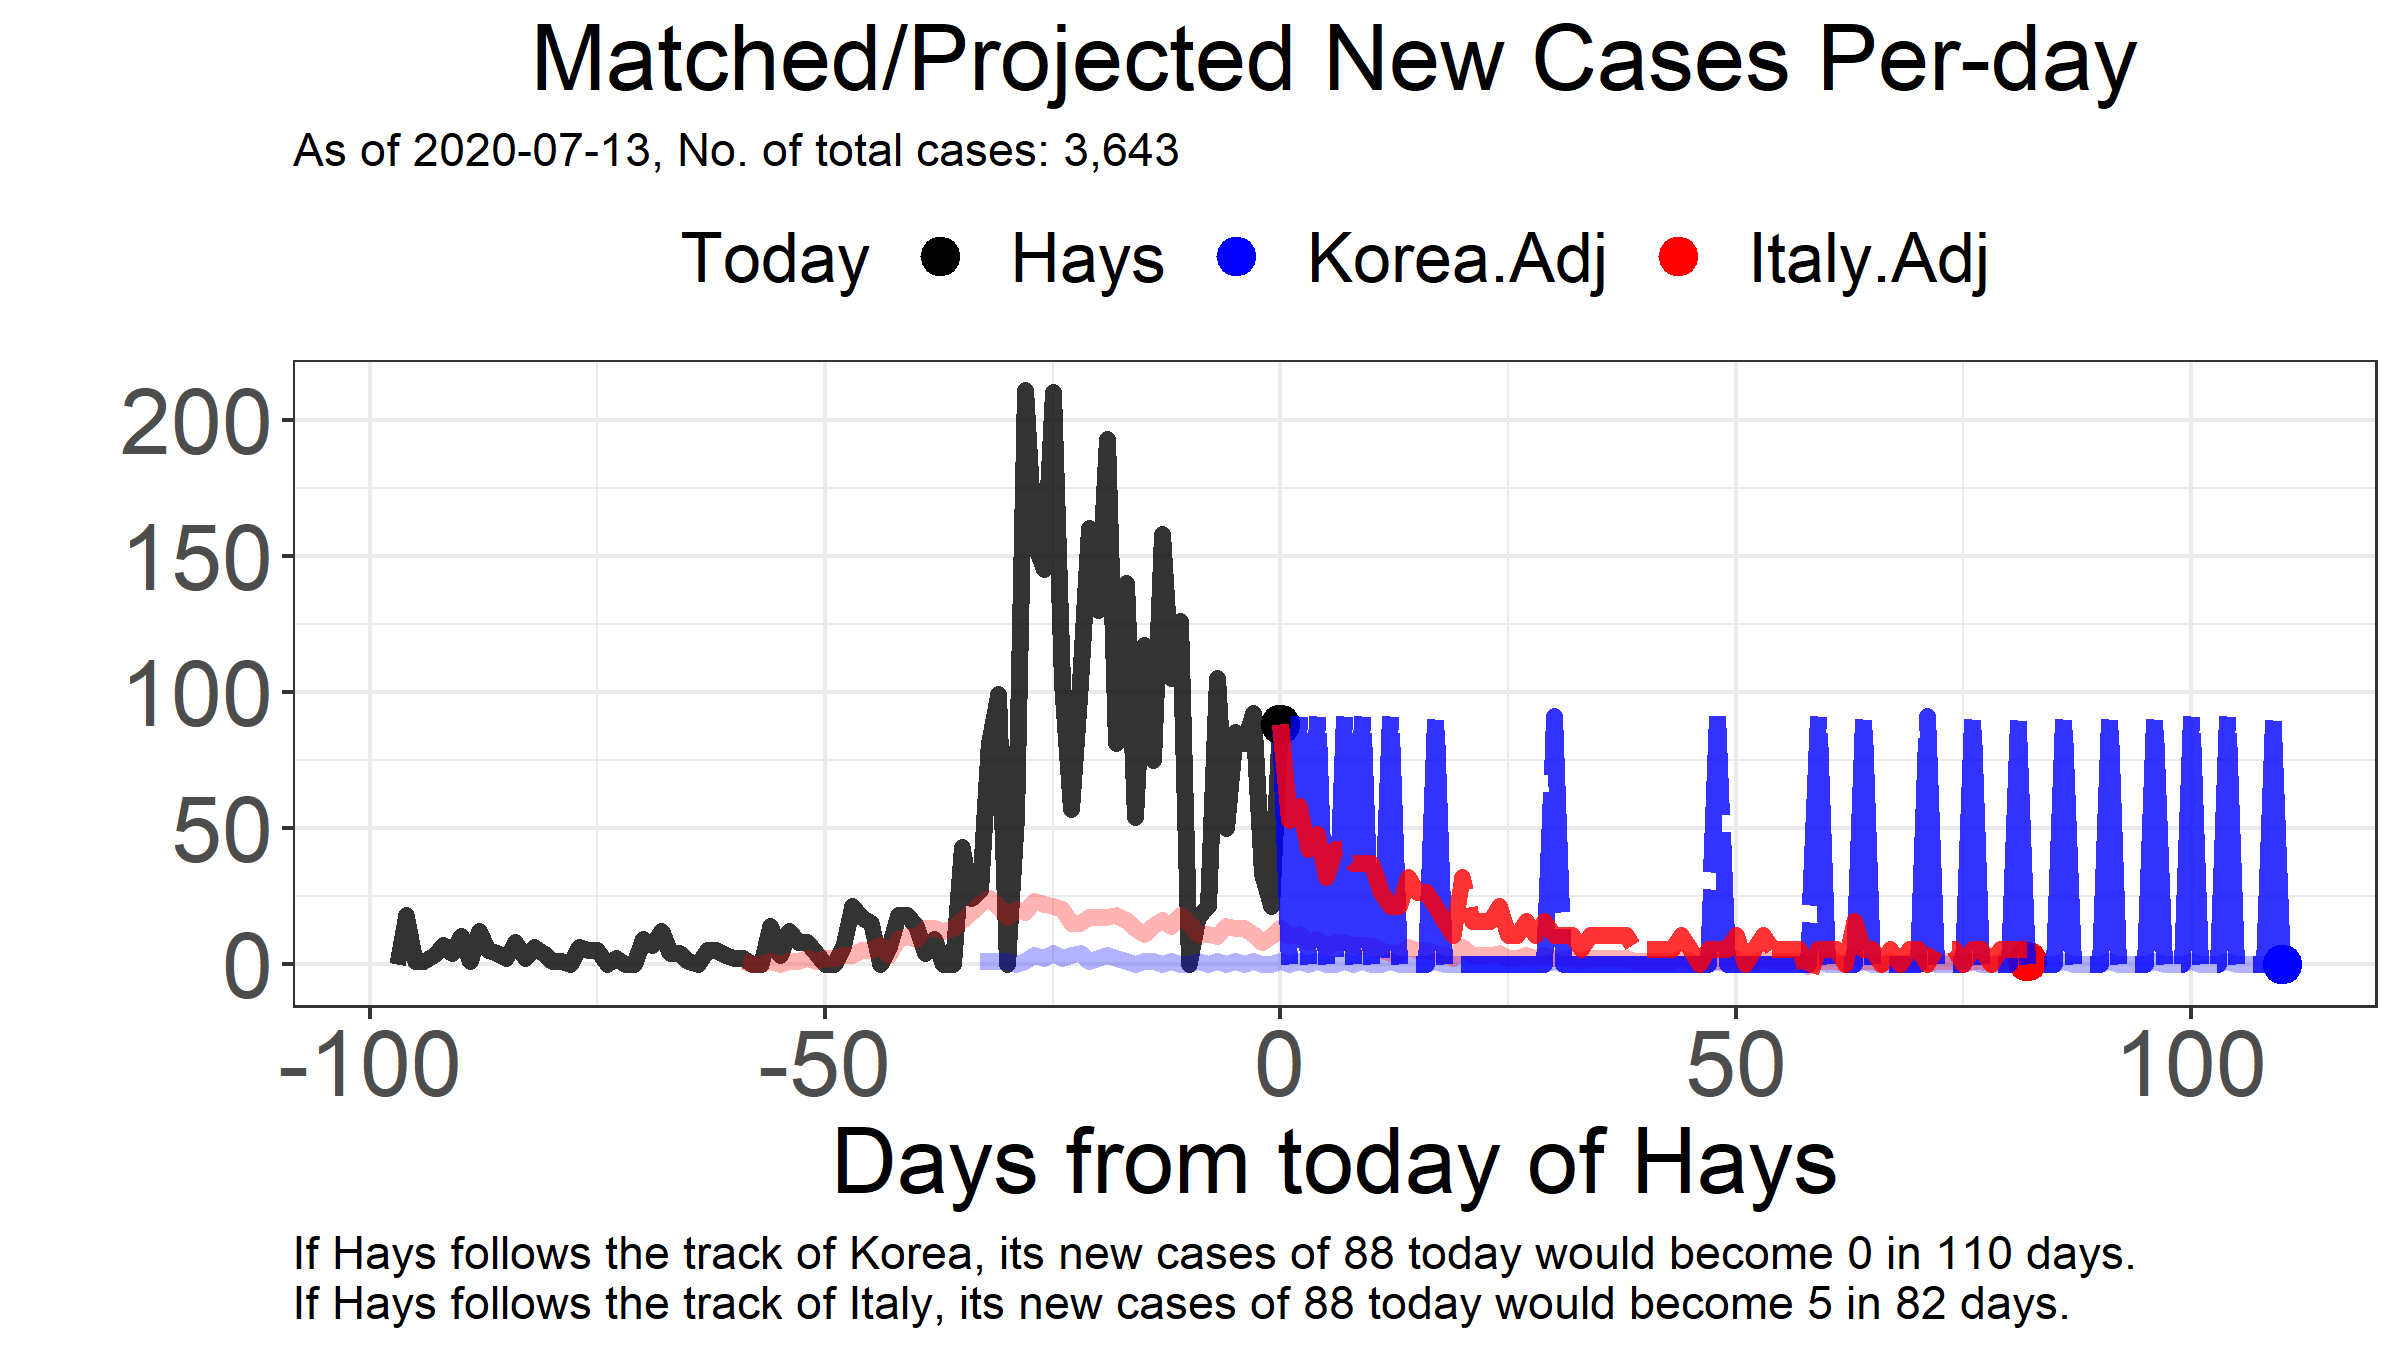 Matched/Projected New Cases Per-day
As of 2020-07-13, No. of total cases: 3,643
Today Hays Korea.Adj Italy.Adj
200
150
100
50
0
-100 -50 0 50 100
Days from today of Hays
If Hays follows the track of Korea, its new cases of 88 today would become 0 in 110 days.
If Hays follows the track of Italy, its new cases of 88 today would become 5 in 82 days.